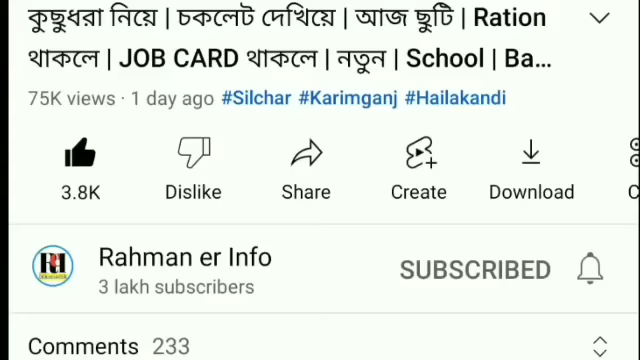 কুছুধরা নিয়ে | চকলেট দেখিয়ে | আজ ছুটি | Ration
থাকলে | JOB CARD থাকলে | নতুন | School | Ba...
75K views · 1 day ago #Silchar #Karimganj #Hailakandi
3.8K Dislike Share Create Download
Rahman er Info
SUBSCRIBED
3 lakh subscribers
Comments 233